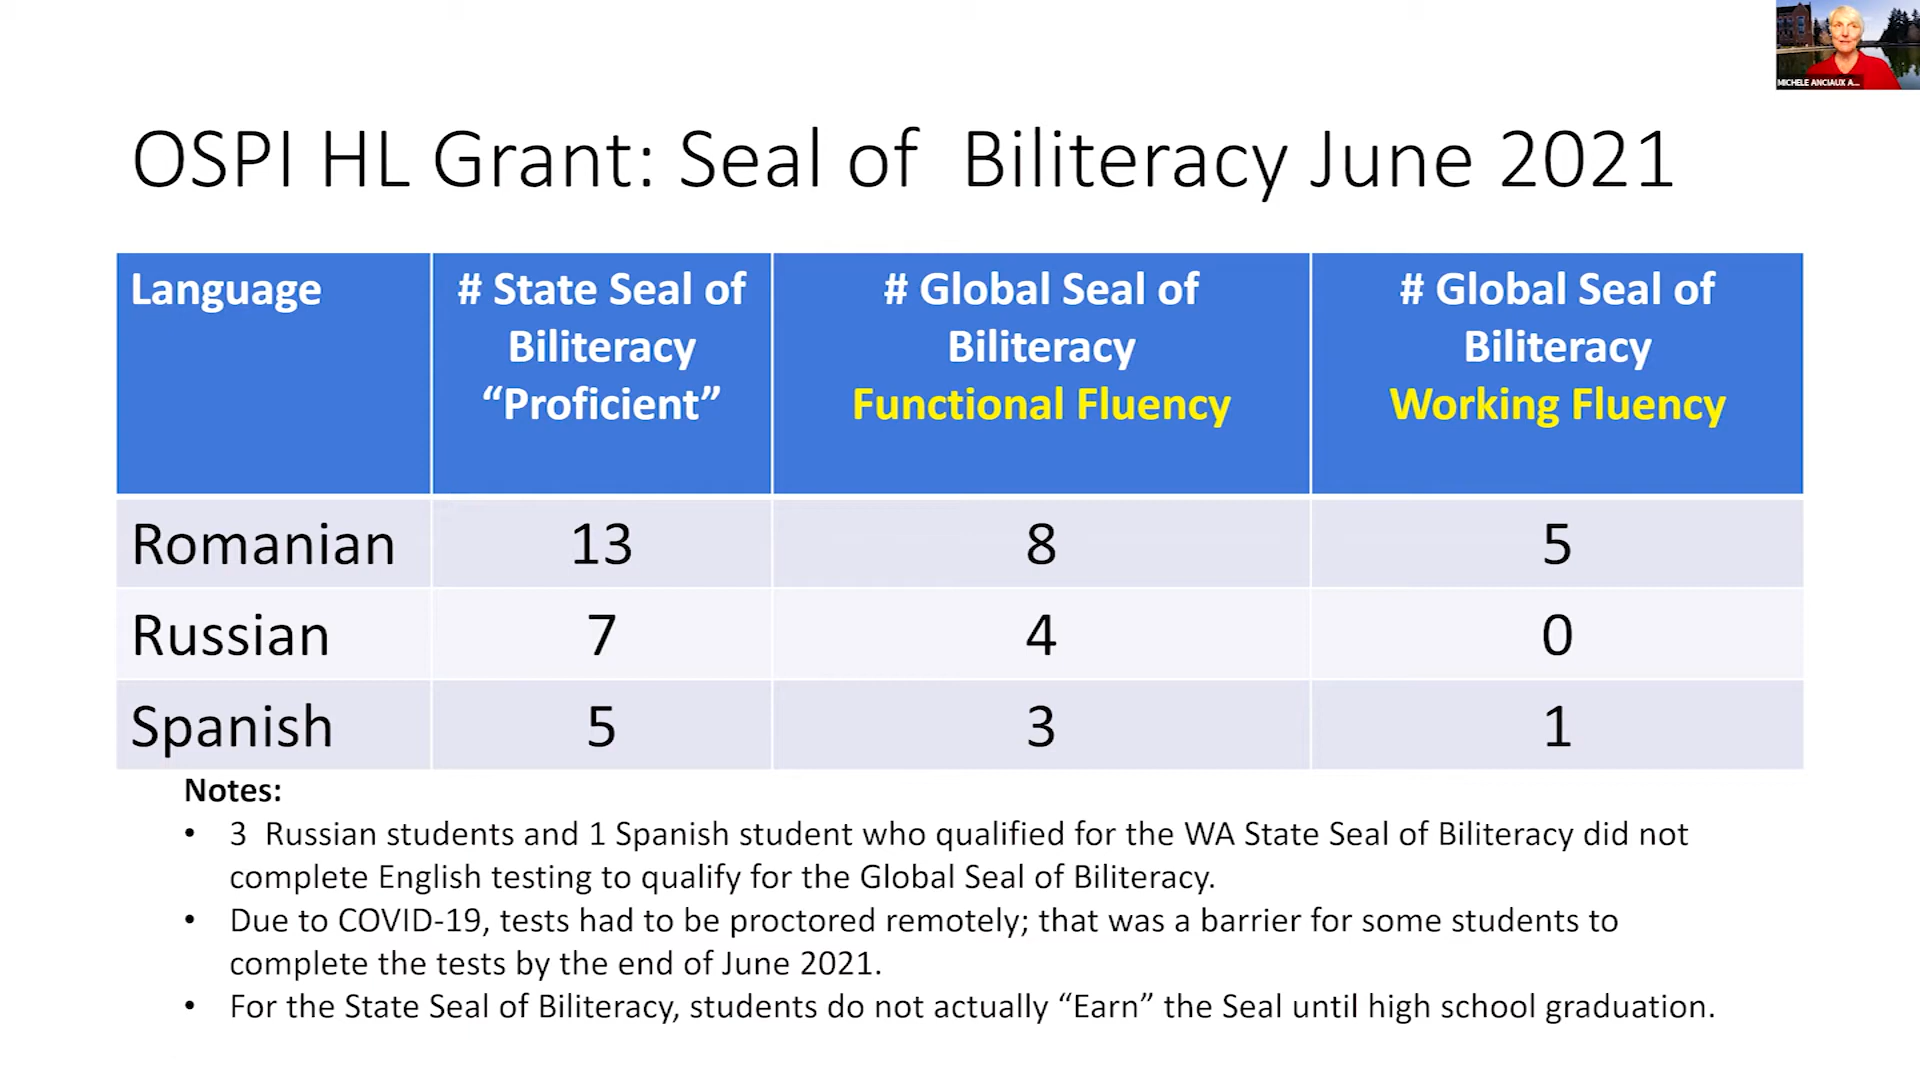 MICHELE ANCIAUX A...
OSPI HL Grant: Seal of Biliteracy June 2021
Language
# State Seal of
Biliteracy
“Proficient”
# Global Seal of
Biliteracy
Functional Fluency
# Global Seal of
Biliteracy
Working Fluency
Romanian 13 8 5
Russian 7 4 0
Spanish 5 3 1
Notes:
• 3 Russian students and 1 Spanish student who qualified for the WA State Seal of Biliteracy did not
complete English testing to qualify for the Global Seal of Biliteracy.
• Due to COVID-19, tests had to be proctored remotely; that was a barrier for some students to
complete the tests by the end of June 2021.
• For the State Seal of Biliteracy, students do not actually “Earn” the Seal until high school graduation.